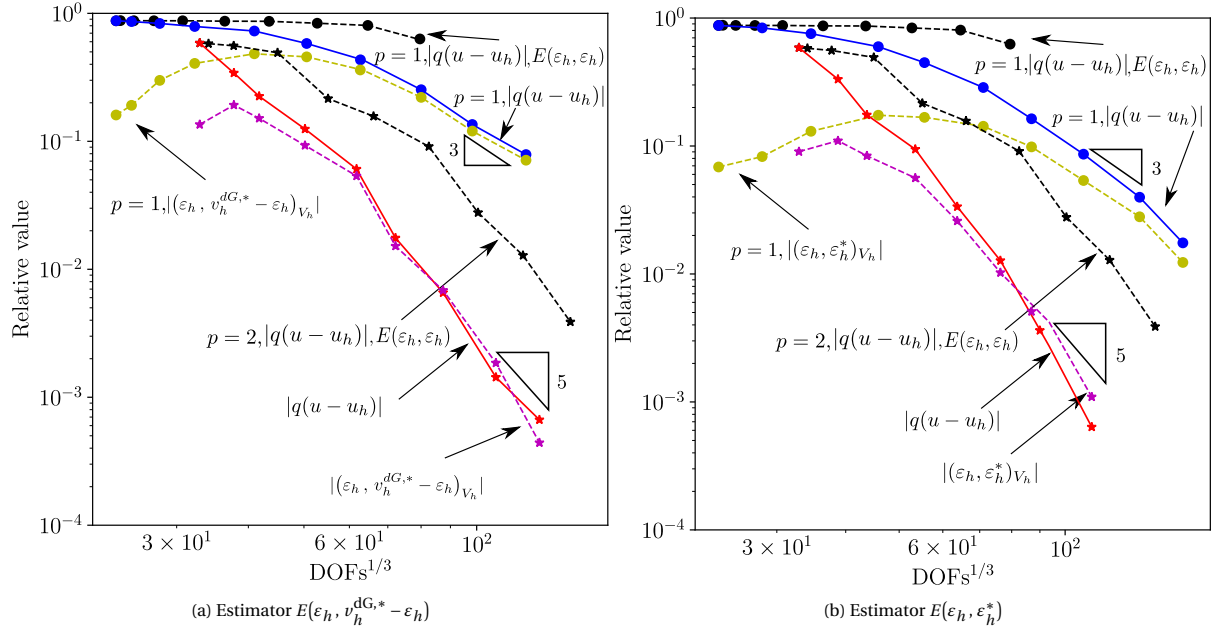 10^0
10^{-1}
10^{-2}
10^{-3}
10^{-4}
Relative value
p = 1, |q(u − u_h)|, E(ε_h, ε_h)
p = 1, |q(u − u_h)|
3
p = 1, |(ε_h, v_h^{dG,*} − ε_h)_{V_h}|
p = 2, |q(u − u_h)|, E(ε_h, ε_h)
5
|q(u − u_h)|
|(ε_h, v_h^{dG,*} − ε_h)_{V_h}|
3 × 10^1
6 × 10^1
10^2
DOFs^{1/3}
(a) Estimator E(ε_h, v_h^{dG,*} − ε_h)
10^0
10^{-1}
10^{-2}
10^{-3}
10^{-4}
Relative value
p = 1, |q(u − u_h)|, E(ε_h, ε_h)
p = 1, |q(u − u_h)|
3
p = 1, |(ε_h, ε_h^*)_{V_h}|
p = 2, |q(u − u_h)|, E(ε_h, ε_h)
5
|q(u − u_h)|
|(ε_h, ε_h^*)_{V_h}|
3 × 10^1
6 × 10^1
10^2
DOFs^{1/3}
(b) Estimator E(ε_h, ε_h^*)